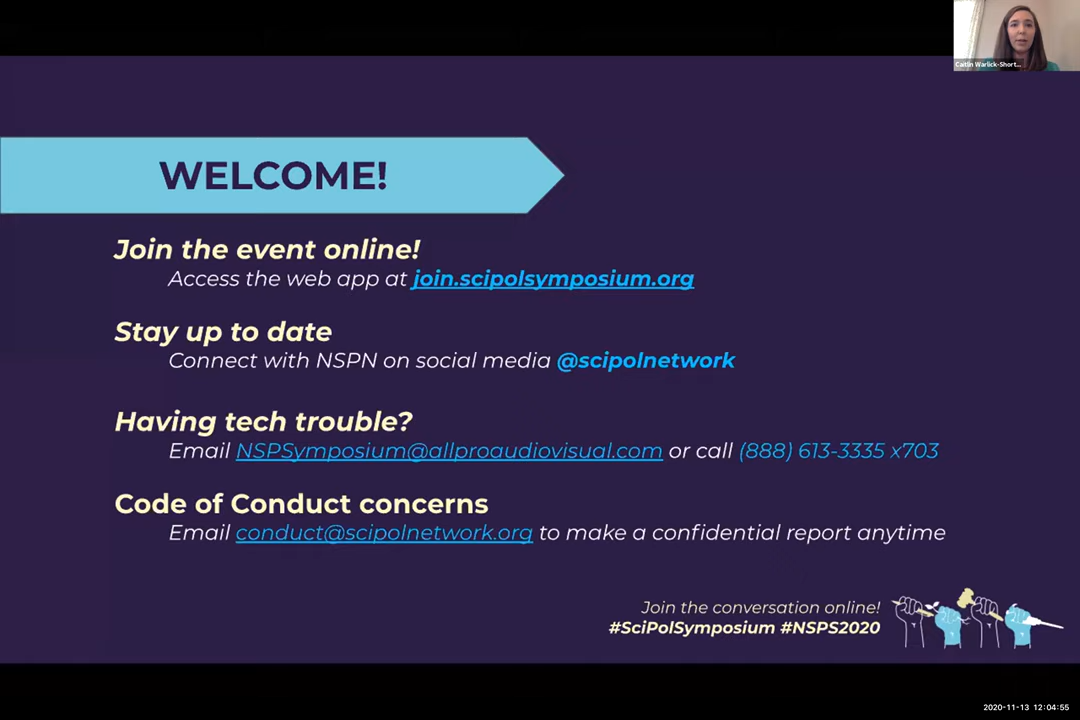 Caitlin Warlick-Short...
WELCOME!
Join the event online!
Access the web app at join.scipolsymposium.org
Stay up to date
Connect with NSPN on social media @scipolnetwork
Having tech trouble?
Email NSPSymposium@allproaudiovisual.com or call (888) 613-3335 x703
Code of Conduct concerns
Email conduct@scipolnetwork.org to make a confidential report anytime
Join the conversation online!
#SciPolSymposium #NSPS2020
2020-11-13 12:04:55